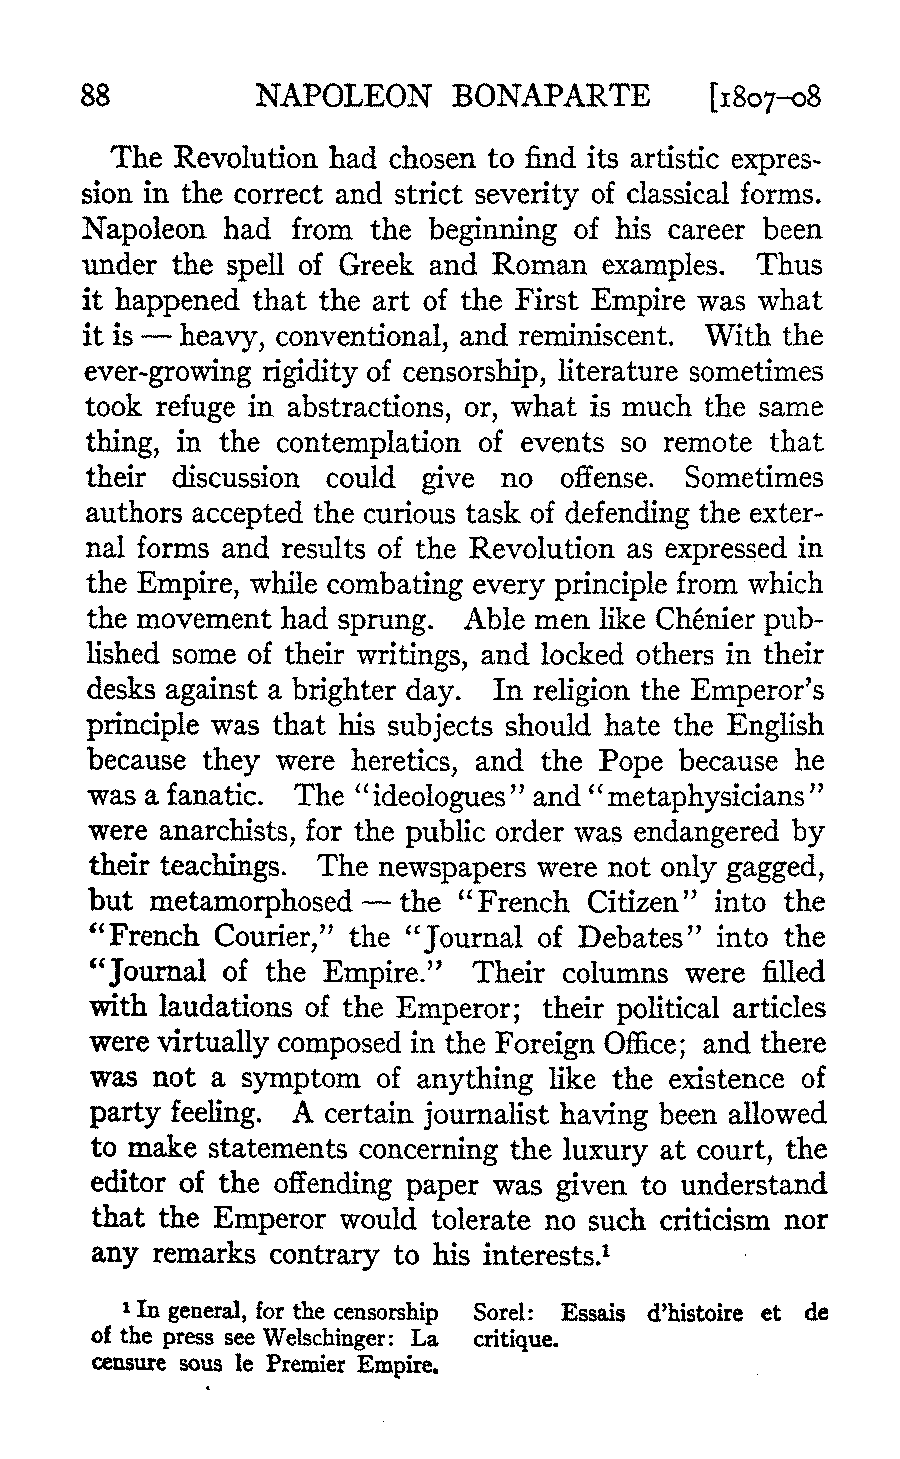 88 NAPOLEON BONAPARTE [1807–08
The Revolution had chosen to find its artistic expres-
sion in the correct and strict severity of classical forms.
Napoleon had from the beginning of his career been
under the spell of Greek and Roman examples. Thus
it happened that the art of the First Empire was what
it is — heavy, conventional, and reminiscent. With the
ever-growing rigidity of censorship, literature sometimes
took refuge in abstractions, or, what is much the same
thing, in the contemplation of events so remote that
their discussion could give no offense. Sometimes
authors accepted the curious task of defending the exter-
nal forms and results of the Revolution as expressed in
the Empire, while combating every principle from which
the movement had sprung. Able men like Chénier pub-
lished some of their writings, and locked others in their
desks against a brighter day. In religion the Emperor's
principle was that his subjects should hate the English
because they were heretics, and the Pope because he
was a fanatic. The "ideologues" and "metaphysicians"
were anarchists, for the public order was endangered by
their teachings. The newspapers were not only gagged,
but metamorphosed — the "French Citizen" into the
"French Courier," the "Journal of Debates" into the
"Journal of the Empire." Their columns were filled
with laudations of the Emperor; their political articles
were virtually composed in the Foreign Office; and there
was not a symptom of anything like the existence of
party feeling. A certain journalist having been allowed
to make statements concerning the luxury at court, the
editor of the offending paper was given to understand
that the Emperor would tolerate no such criticism nor
any remarks contrary to his interests.¹
¹ In general, for the censorship
of the press see Welschinger: La
censure sous le Premier Empire.
Sorel: Essais d'histoire et de
critique.